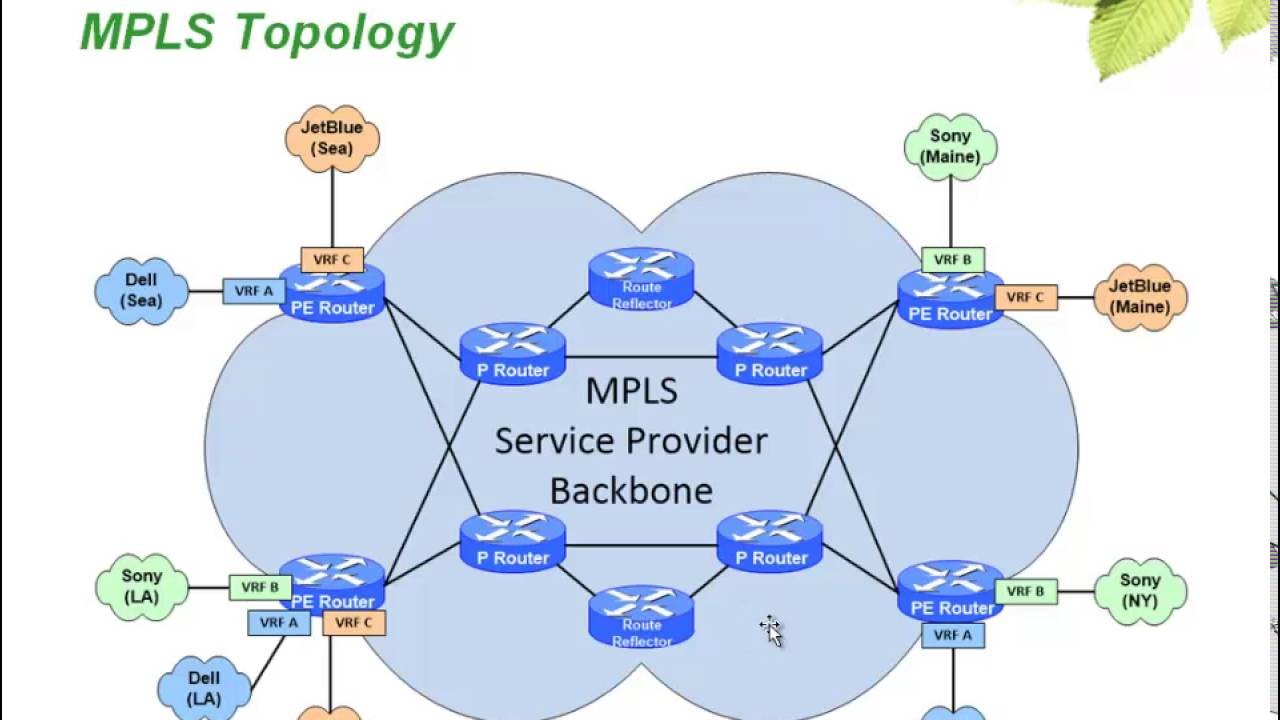 MPLS Topology
JetBlue
(Sea)
Sony
(Maine)
VRF C
VRF B
Dell
(Sea)
VRF A
PE Router
Route
Reflector
PE Router
VRF C
JetBlue
(Maine)
P Router
P Router
MPLS
Service Provider
Backbone
P Router
P Router
Sony
(LA)
VRF B
PE Router
VRF A
VRF C
Route
Reflector
PE Router
VRF B
Sony
(NY)
VRF A
Dell
(LA)